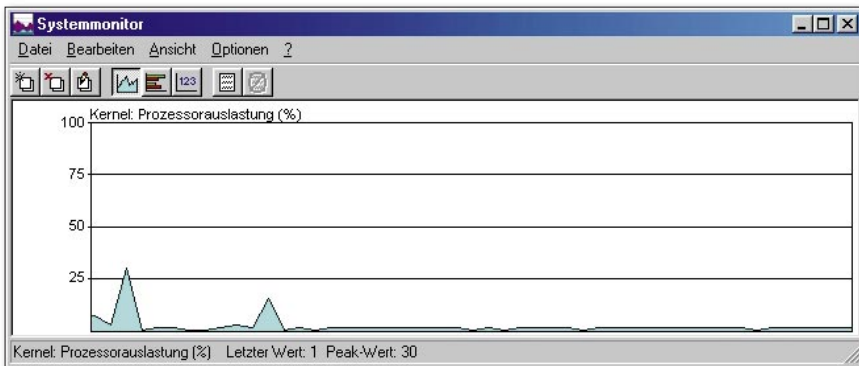 Systemmonitor
Datei Bearbeiten Ansicht Optionen ?
123
Kernel: Prozessorauslastung (%)
100
75
50
25
Kernel: Prozessorauslastung (%) Letzter Wert: 1 Peak-Wert: 30